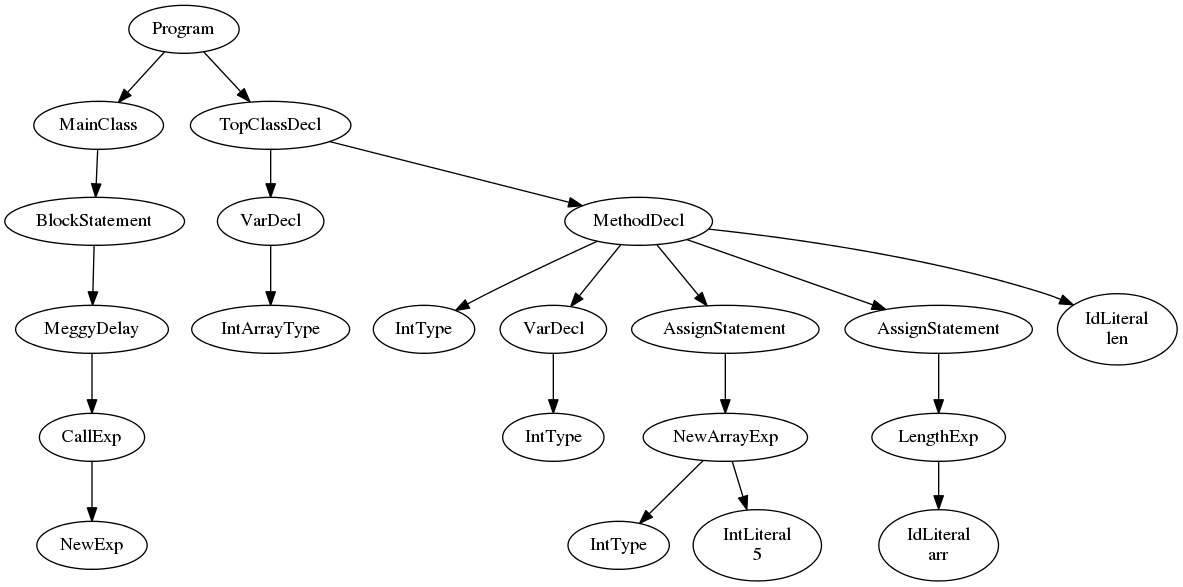 Program
MainClass
TopClassDecl
BlockStatement
VarDecl
MethodDecl
MeggyDelay
IntArrayType
IntType
VarDecl
AssignStatement
AssignStatement
IdLiteral
len
CallExp
IntType
NewArrayExp
LengthExp
NewExp
IntType
IntLiteral
5
IdLiteral
arr